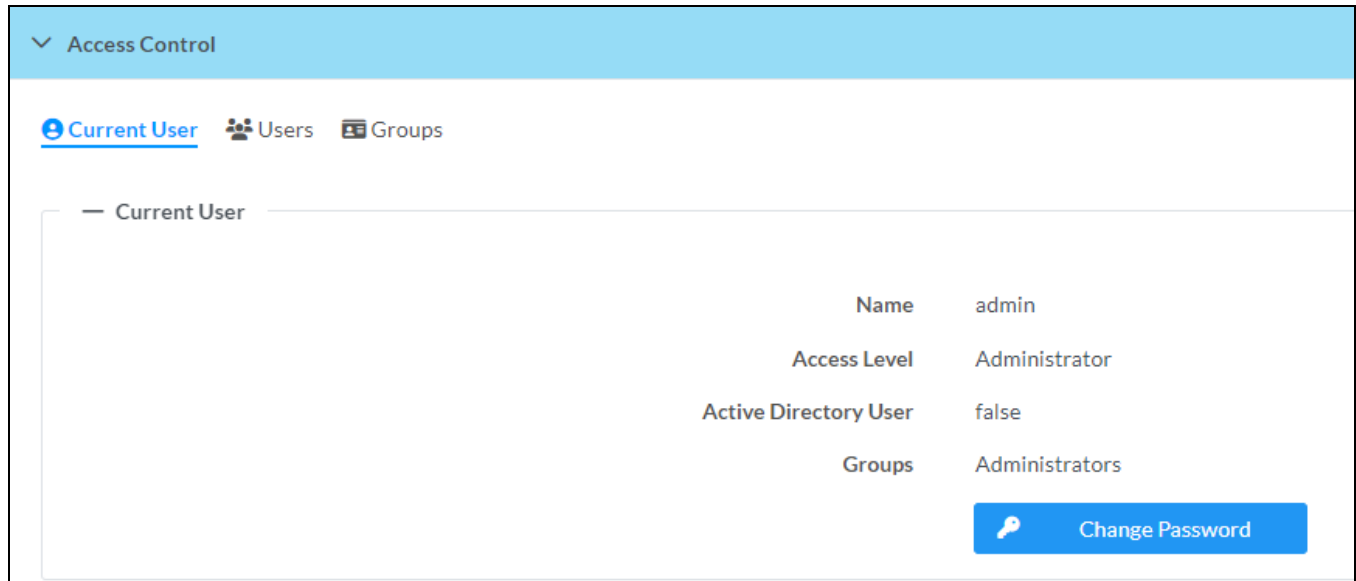 Access Control
Current User Users Groups
Current User
Name admin
Access Level Administrator
Active Directory User false
Groups Administrators
Change Password